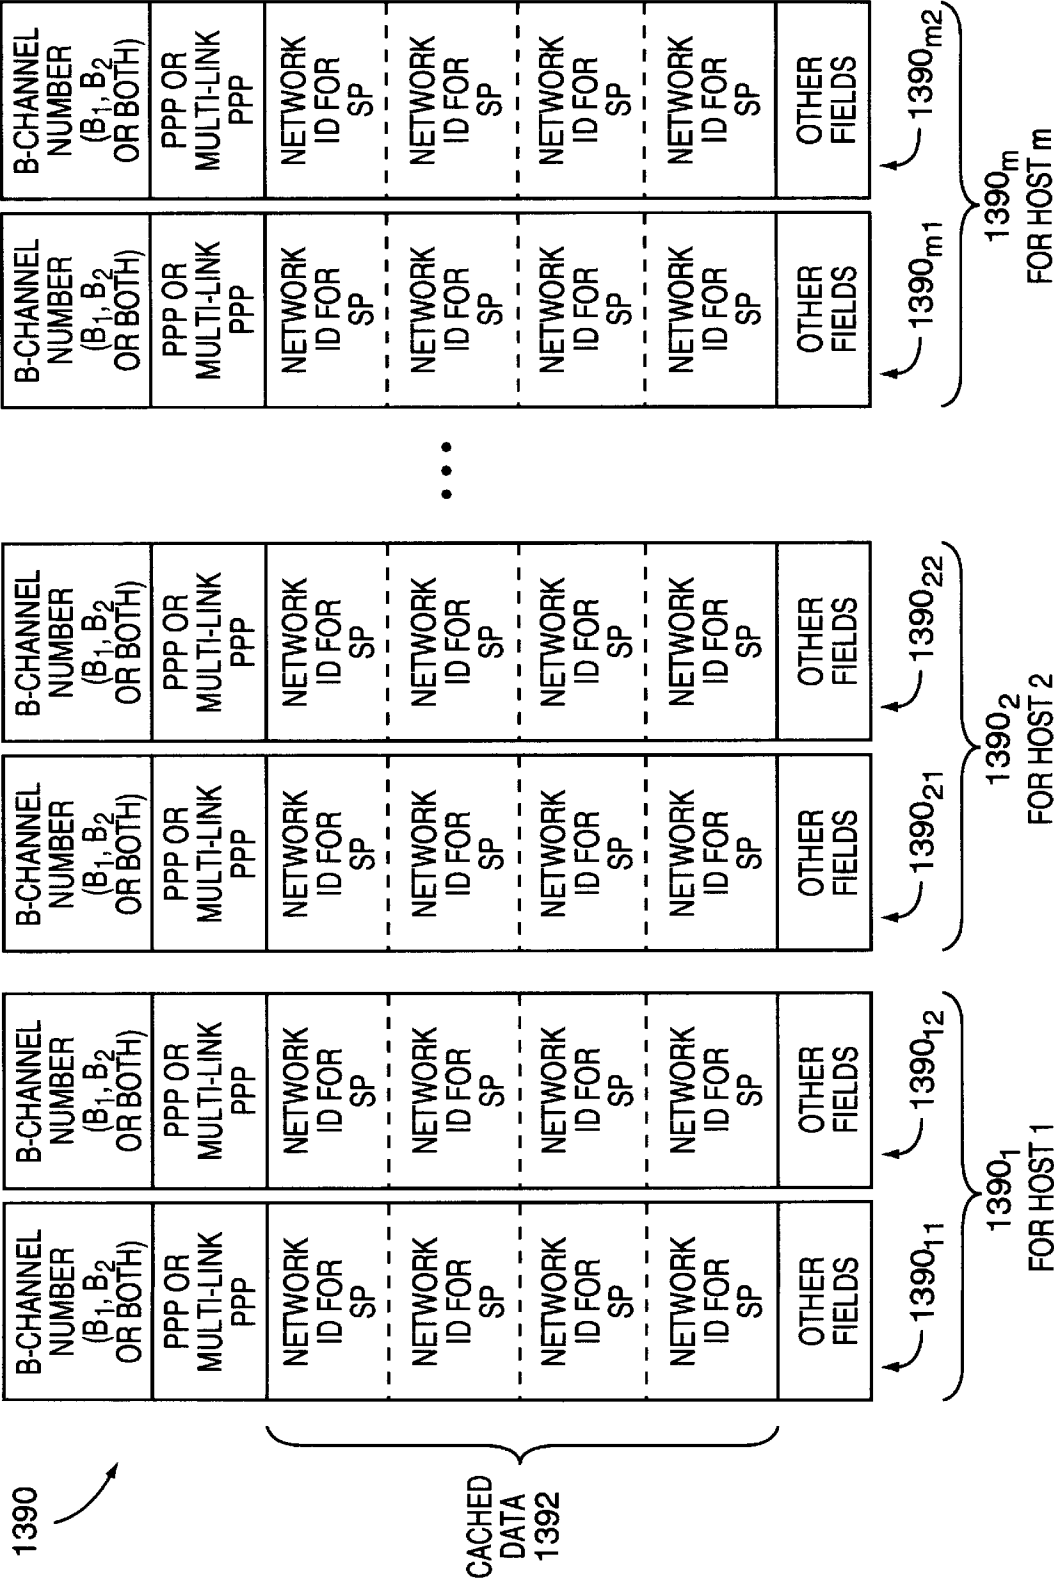 1390
CACHED
DATA
1392
B-CHANNEL
NUMBER
(B₁, B₂
OR BOTH)
PPP OR
MULTI-LINK
PPP
NETWORK
ID FOR
SP
NETWORK
ID FOR
SP
NETWORK
ID FOR
SP
NETWORK
ID FOR
SP
OTHER
FIELDS
1390₁₁
B-CHANNEL
NUMBER
(B₁, B₂
OR BOTH)
PPP OR
MULTI-LINK
PPP
NETWORK
ID FOR
SP
NETWORK
ID FOR
SP
NETWORK
ID FOR
SP
NETWORK
ID FOR
SP
OTHER
FIELDS
1390₁₂
1390₁
FOR HOST 1
B-CHANNEL
NUMBER
(B₁, B₂
OR BOTH)
PPP OR
MULTI-LINK
PPP
NETWORK
ID FOR
SP
NETWORK
ID FOR
SP
NETWORK
ID FOR
SP
NETWORK
ID FOR
SP
OTHER
FIELDS
1390₂₁
B-CHANNEL
NUMBER
(B₁, B₂
OR BOTH)
PPP OR
MULTI-LINK
PPP
NETWORK
ID FOR
SP
NETWORK
ID FOR
SP
NETWORK
ID FOR
SP
NETWORK
ID FOR
SP
OTHER
FIELDS
1390₂₂
1390₂
FOR HOST 2
B-CHANNEL
NUMBER
(B₁, B₂
OR BOTH)
PPP OR
MULTI-LINK
PPP
NETWORK
ID FOR
SP
NETWORK
ID FOR
SP
NETWORK
ID FOR
SP
NETWORK
ID FOR
SP
OTHER
FIELDS
1390ₘ₁
B-CHANNEL
NUMBER
(B₁, B₂
OR BOTH)
PPP OR
MULTI-LINK
PPP
NETWORK
ID FOR
SP
NETWORK
ID FOR
SP
NETWORK
ID FOR
SP
NETWORK
ID FOR
SP
OTHER
FIELDS
1390ₘ₂
1390ₘ
FOR HOST m